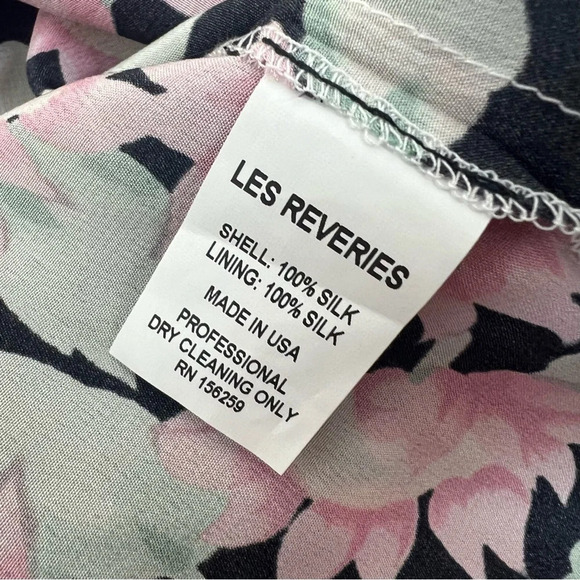 LES REVERIES
SHELL: 100% SILK
LINING: 100% SILK
MADE IN USA
PROFESSIONAL
DRY CLEANING ONLY
RN 156259